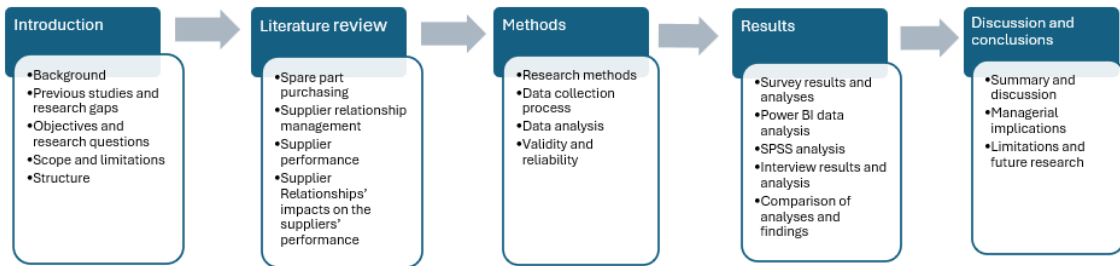 Introduction
•Background
•Previous studies and
research gaps
•Objectives and
research questions
•Scope and limitations
•Structure
Literature review
•Spare part
purchasing
•Supplier relationship
management
•Supplier
performance
•Supplier
Relationships'
impacts on the
suppliers'
performance
Methods
•Research methods
•Data collection
process
•Data analysis
•Validity and
reliability
Results
•Survey results and
analyses
•Power BI data
analysis
•SPSS analysis
•Interview results and
analysis
•Comparison of
analyses and
findings
Discussion and
conclusions
•Summary and
discussion
•Managerial
implications
•Limitations and
future research